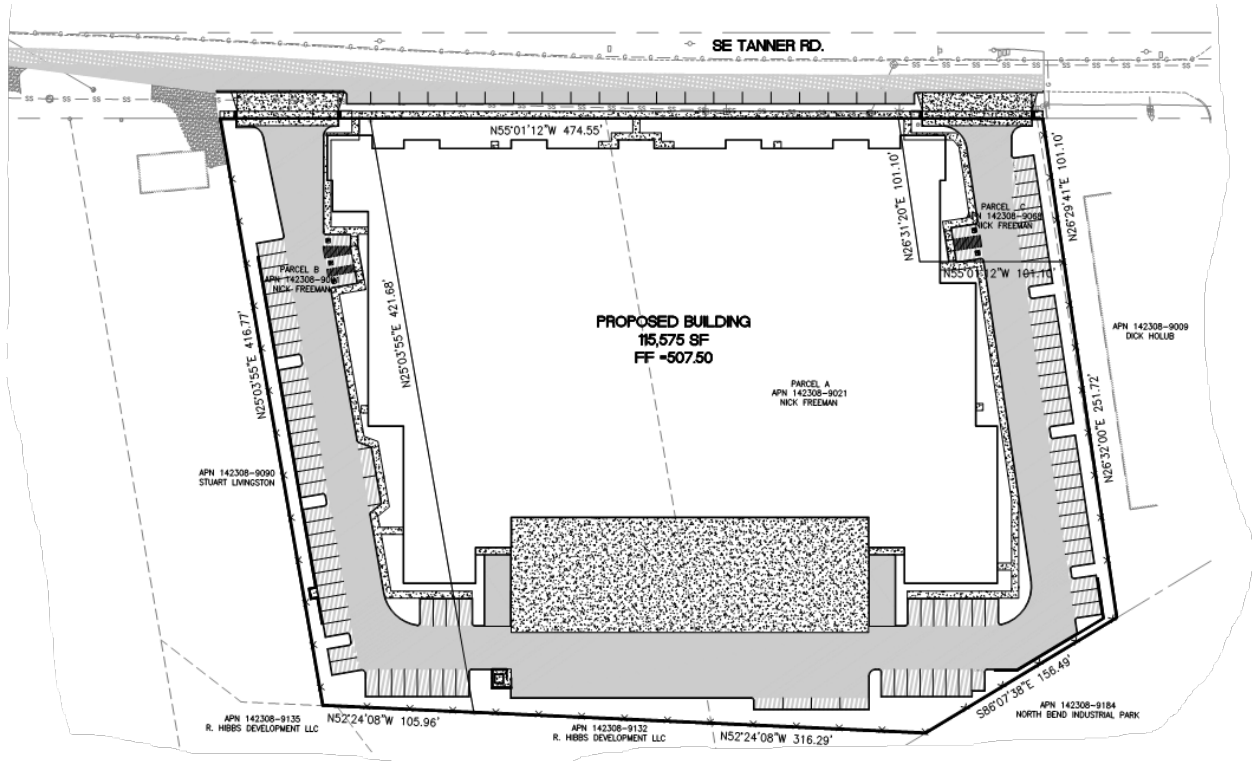 SE TANNER RD.
N55°01'12"W 474.55'
N26°31'20"E 101.10'
N26°29'41"E 101.10'
PARCEL C
APN 142308-9068
NICK FREEMAN
N55°01'12"W 101.10'
PARCEL B
NICK FREEMAN
N25°03'55"E 416.77'
N25°03'55"E 421.68'
PROPOSED BUILDING
115,575 SF
FF =507.50
APN 142308-9009
DICK HOLUB
PARCEL A
APN 142308-9021
NICK FREEMAN
N26°32'00"E 251.72'
APN 142308-9090
STUART LIVINGSTON
S86°07'38"E 156.49'
APN 142308-9135
R. HIBBS DEVELOPMENT LLC
N52°24'08"W 105.96'
APN 142308-9132
R. HIBBS DEVELOPMENT LLC
N52°24'08"W 316.29'
APN 142308-9184
NORTH BEND INDUSTRIAL PARK